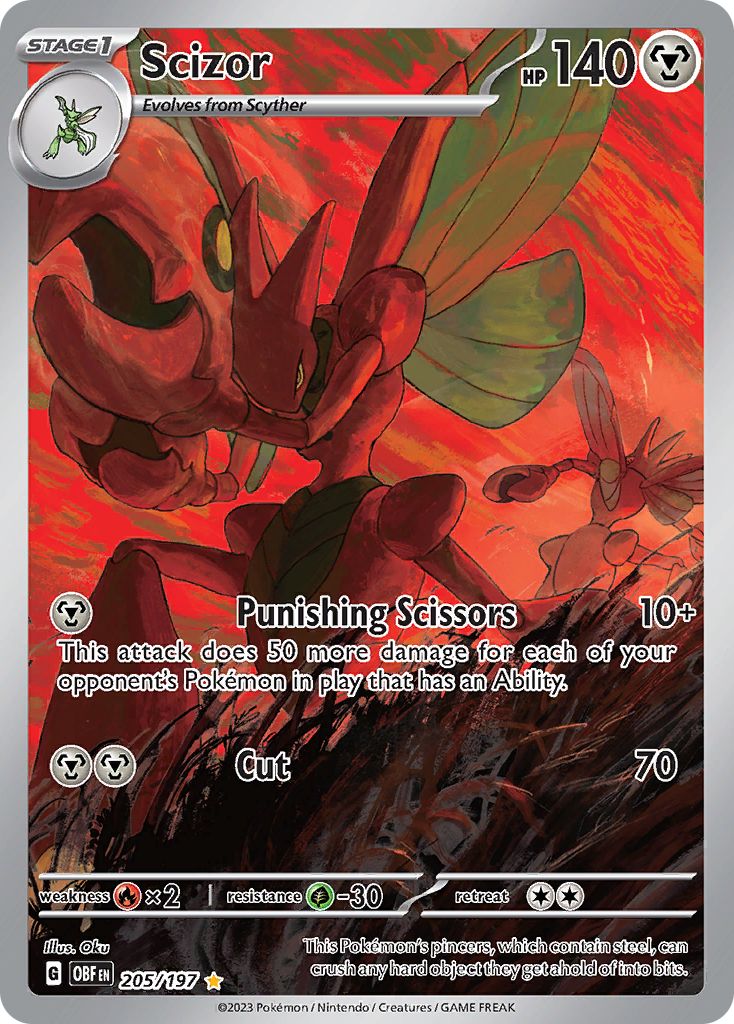 STAGE 1
Scizor
HP 140
Evolves from Scyther
Punishing Scissors 10+
This attack does 50 more damage for each of your
opponent's Pokémon in play that has an Ability.
Cut 70
weakness ×2 resistance -30 retreat
Illus. Oku
This Pokémon's pincers, which contain steel, can
crush any hard object they get ahold of into bits.
G OBF EN 205/197
©2023 Pokémon / Nintendo / Creatures / GAME FREAK